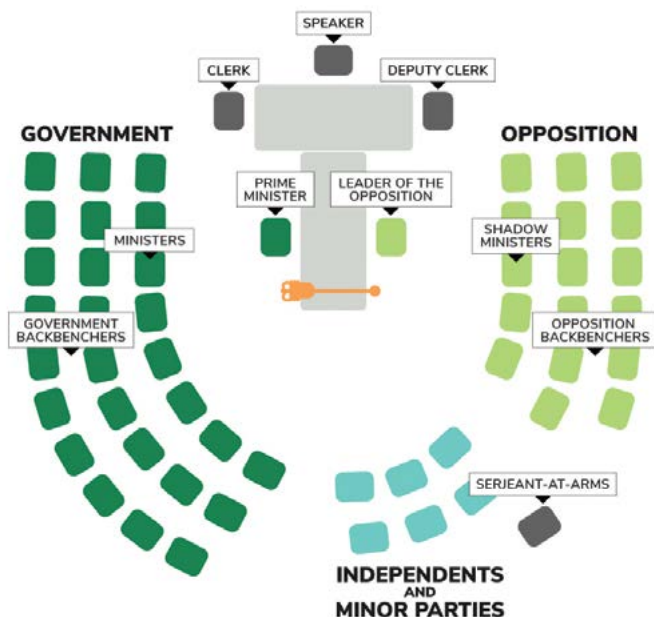 SPEAKER
CLERK
DEPUTY CLERK
GOVERNMENT
OPPOSITION
PRIME
MINISTER
LEADER OF THE
OPPOSITION
MINISTERS
SHADOW
MINISTERS
GOVERNMENT
BACKBENCHERS
OPPOSITION
BACKBENCHERS
SERJEANT-AT-ARMS
INDEPENDENTS
AND
MINOR PARTIES